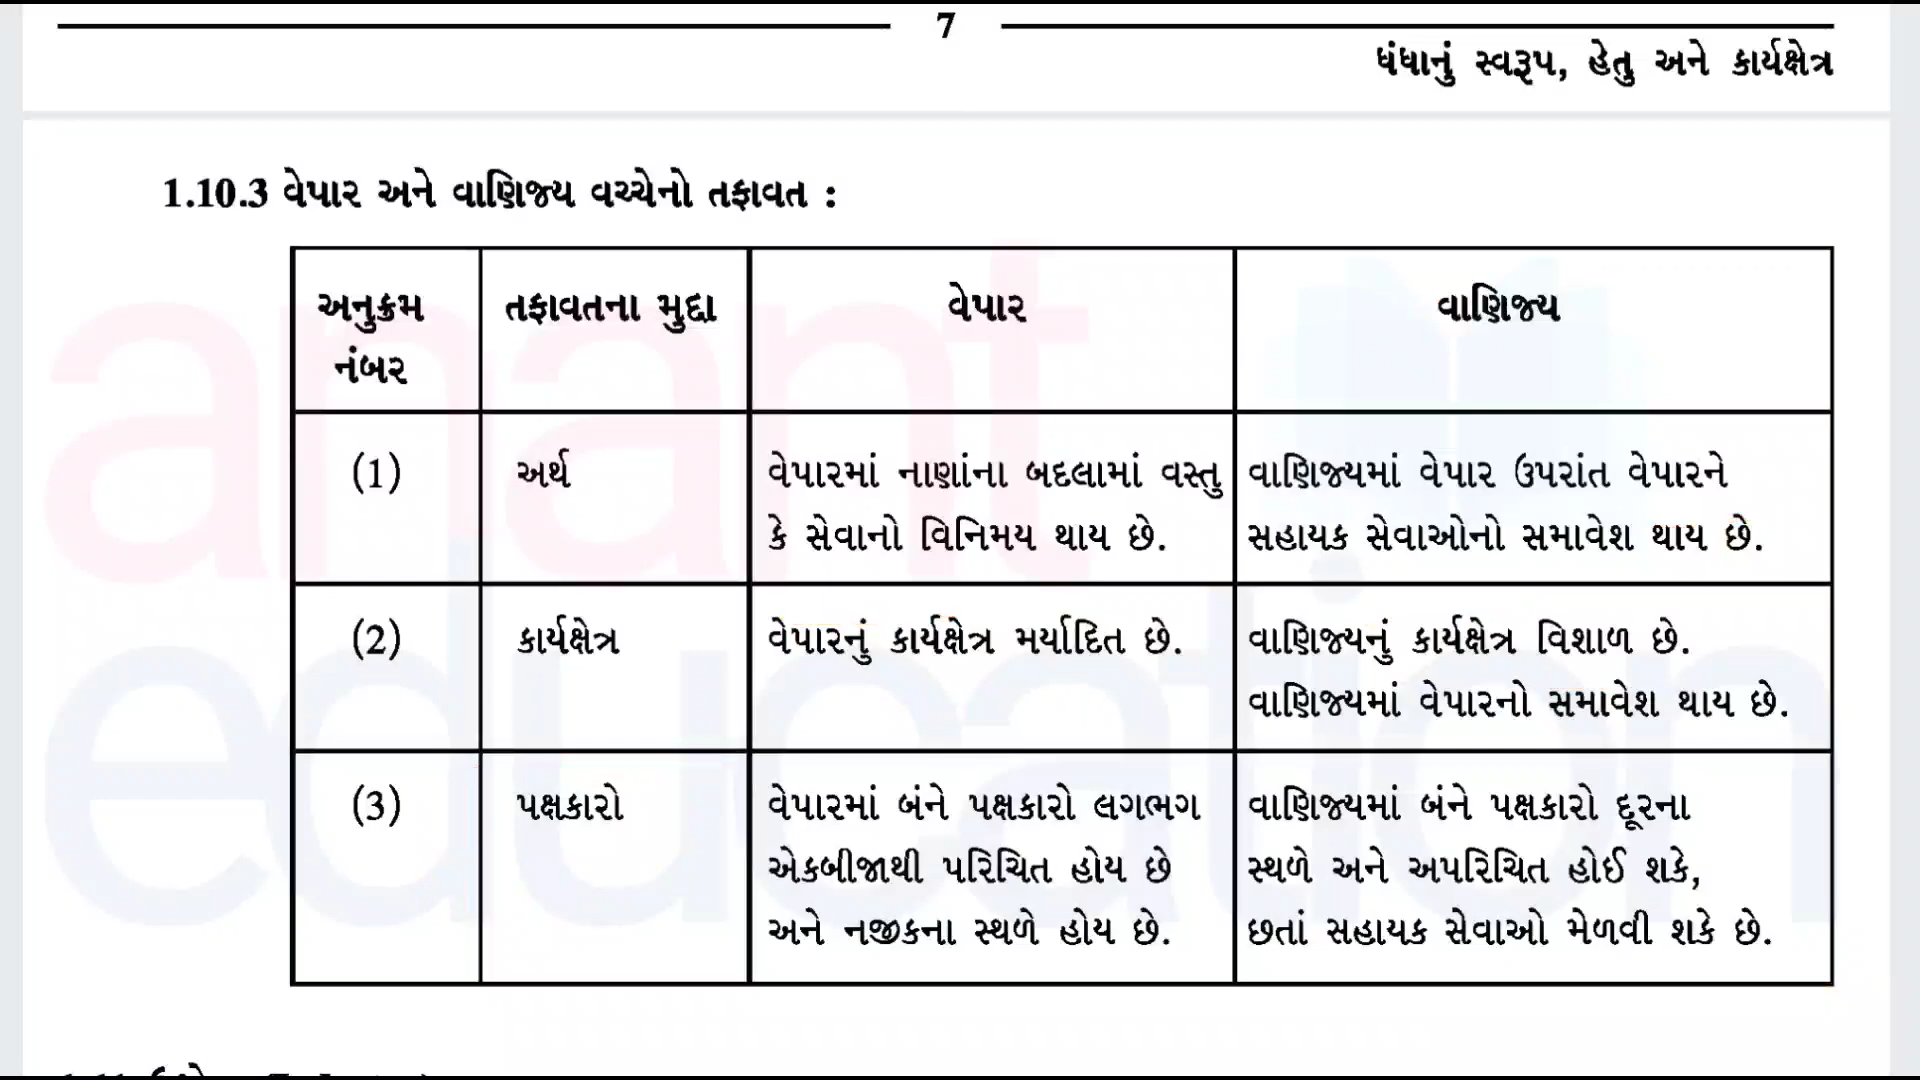 7
ધંધાનું સ્વરૂપ, હેતુ અને કાર્યક્ષેત્ર
1.10.3 વેપાર અને વાણિજ્ય વચ્ચેનો તફાવત :
અનુક્રમ નંબર
તફાવતના મુદ્દા
વેપાર
વાણિજ્ય
(1)
અર્થ
વેપારમાં નાણાંના બદલામાં વસ્તુ
કે સેવાનો વિનિમય થાય છે.
વાણિજ્યમાં વેપાર ઉપરાંત વેપારને
સહાયક સેવાઓનો સમાવેશ થાય છે.
(2)
કાર્યક્ષેત્ર
વેપારનું કાર્યક્ષેત્ર મર્યાદિત છે.
વાણિજ્યનું કાર્યક્ષેત્ર વિશાળ છે.
વાણિજ્યમાં વેપારનો સમાવેશ થાય છે.
(3)
પક્ષકારો
વેપારમાં બંને પક્ષકારો લગભગ
એકબીજાથી પરિચિત હોય છે
અને નજીકના સ્થળે હોય છે.
વાણિજ્યમાં બંને પક્ષકારો દૂરના
સ્થળે અને અપરિચિત હોઈ શકે,
છતાં સહાયક સેવાઓ મેળવી શકે છે.
anant
education